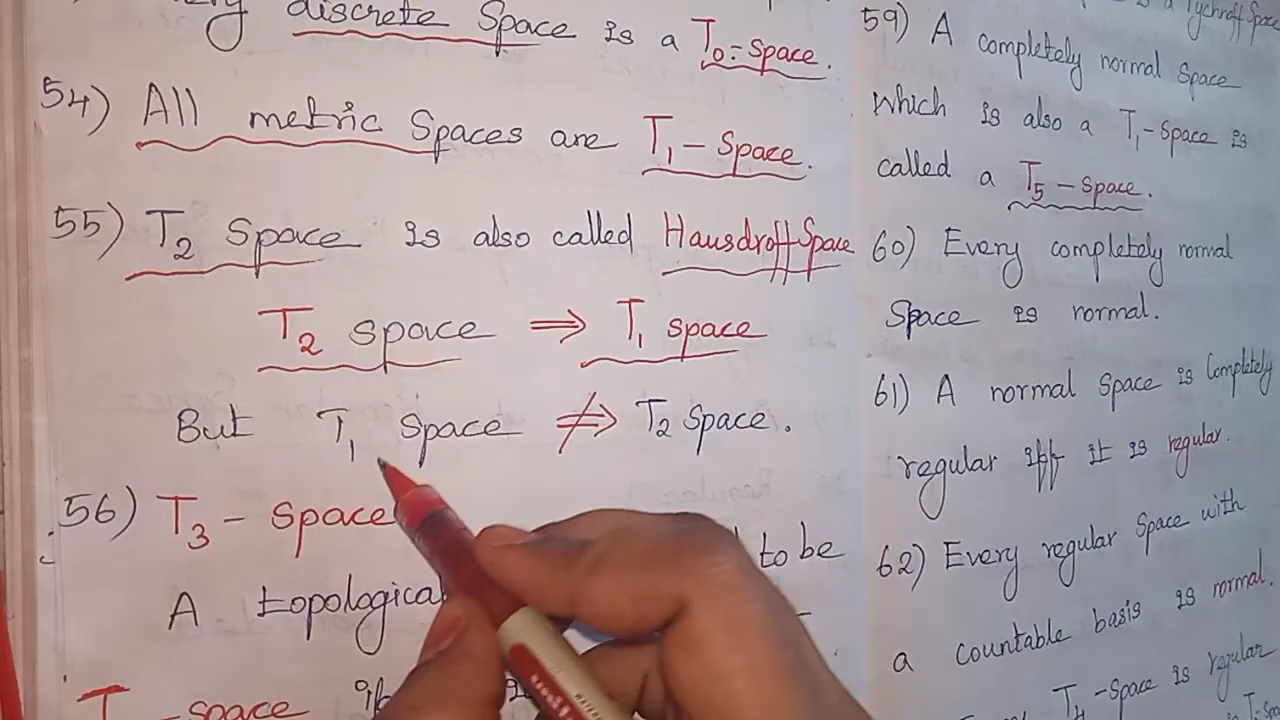 discrete Space is a T₀-Space.
54) All metric Spaces are T₁-Space.
55) T₂ Space is also called Hausdroff Space
T₂ space ⇒ T₁ space
But T₁ Space ⇏ T₂ Space.
56) T₃-Space
A topological to be
-space
59) A completely normal Space
which is also a T₁-Space is
called a T₅-Space.
60) Every completely normal
Space is normal.
61) A normal Space is Completely
regular iff it is regular.
62) Every regular Space with
a countable basis is normal.
T₄-Space is regular